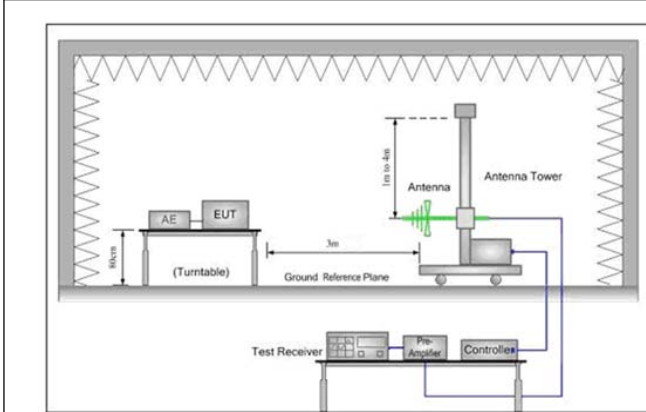 1m to 4m
Antenna
Antenna Tower
AE
EUT
3m
80cm
(Turntable)
Ground Reference Plane
Test Receiver
Pre-
Amplifier
Controller